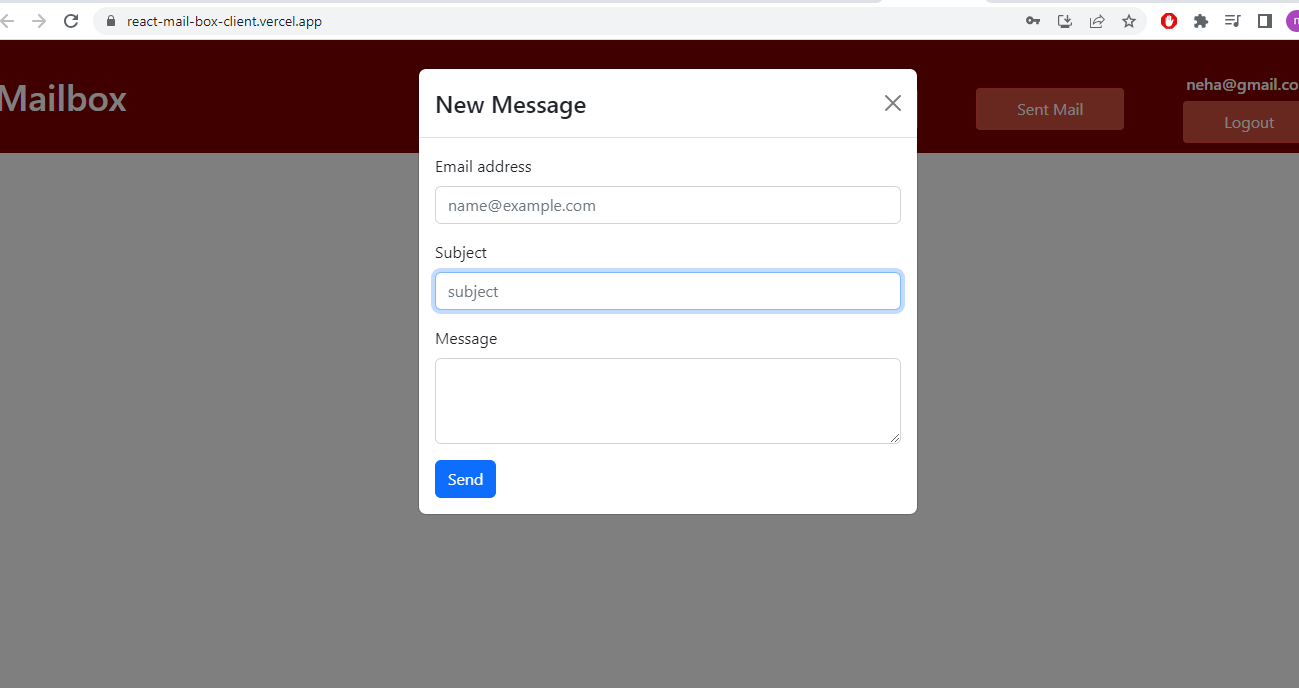 react-mail-box-client.vercel.app
Mailbox
New Message
Sent Mail
neha@gmail.co
Logout
Email address
name@example.com
Subject
subject
Message
Send